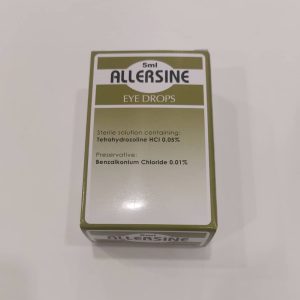 5ml
ALLERSINE
EYE DROPS
Sterile solution containing:
Tetrahydrozoline HCl 0.05%
Preservative:
Benzalkonium Chloride 0.01%